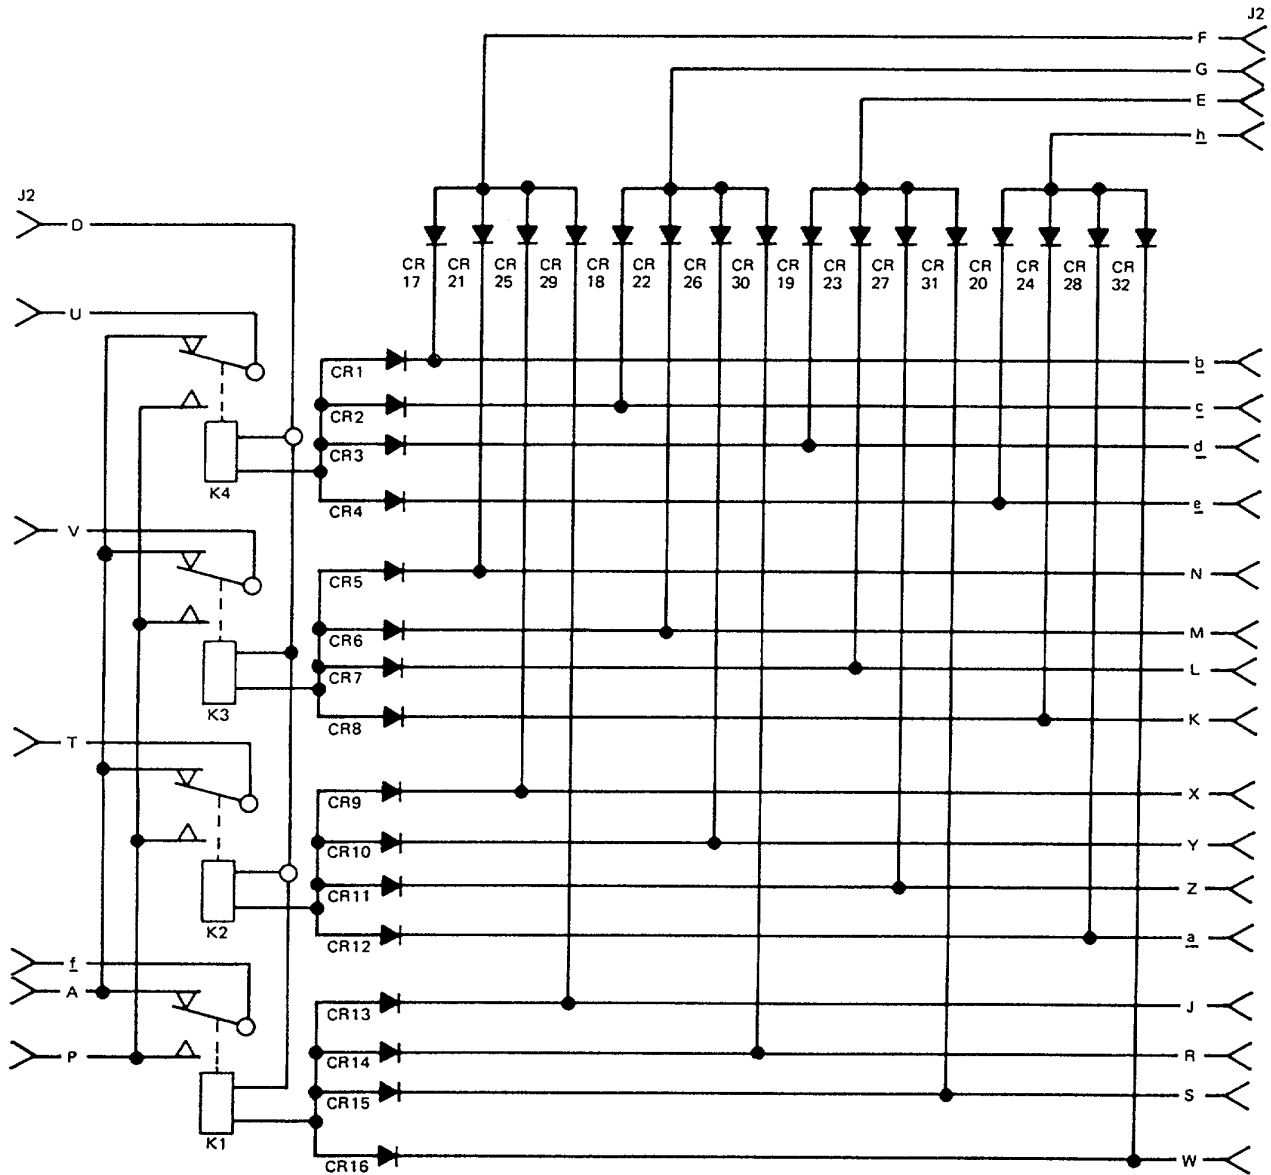 J2
F
G
E
h
J2
D
CR CR CR CR CR CR CR CR CR CR CR CR CR CR CR CR
17 21 25 29 18 22 26 30 19 23 27 31 20 24 28 32
U
CR1
b
CR2
c
CR3
d
K4
CR4
e
V
CR5
N
CR6
M
CR7
L
K3
CR8
K
T
CR9
X
CR10
Y
CR11
Z
K2
CR12
a
f
A
CR13
J
P
CR14
R
CR15
S
K1
CR16
W